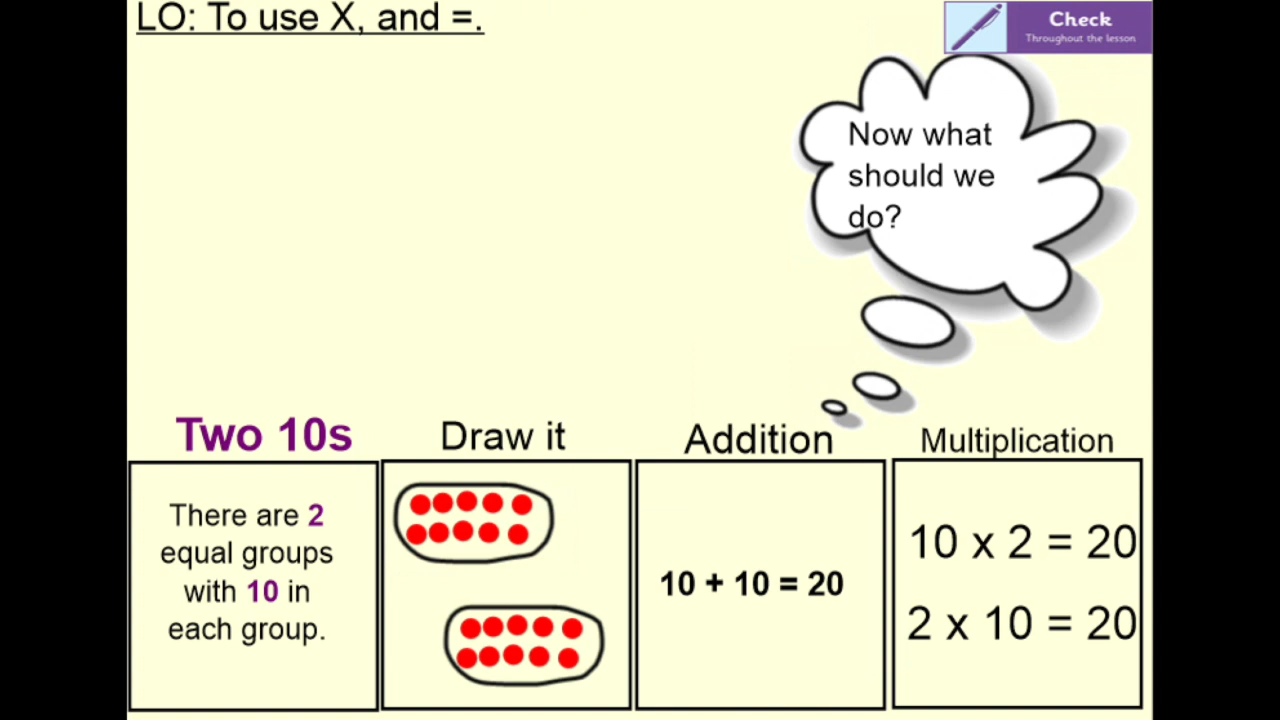 LO: To use X, and =.
Check
Throughout the lesson
Now what
should we
do?
Two 10s
There are 2
equal groups
with 10 in
each group.
Draw it
Addition
10 + 10 = 20
Multiplication
10 x 2 = 20
2 x 10 = 20